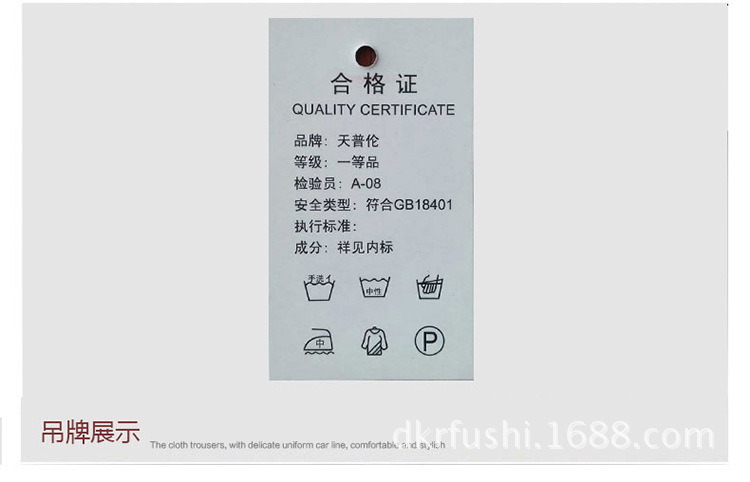 合格证
QUALITY CERTIFICATE
品牌：天普伦
等级：一等品
检验员：A-08
安全类型：符合GB18401
执行标准：
成分：祥见内标
手洗イ
中性
中
P
吊牌展示
The cloth trousers, with delicate uniform car line, comfortable and stylish
dkrfushi.1688.com